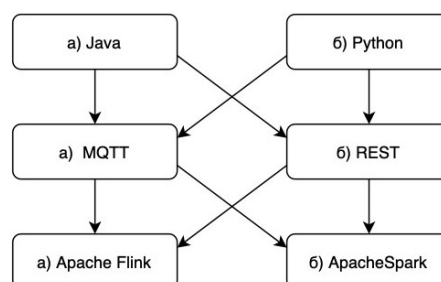 а) Java
б) Python
а) MQTT
б) REST
а) Apache Flink
б) ApacheSpark